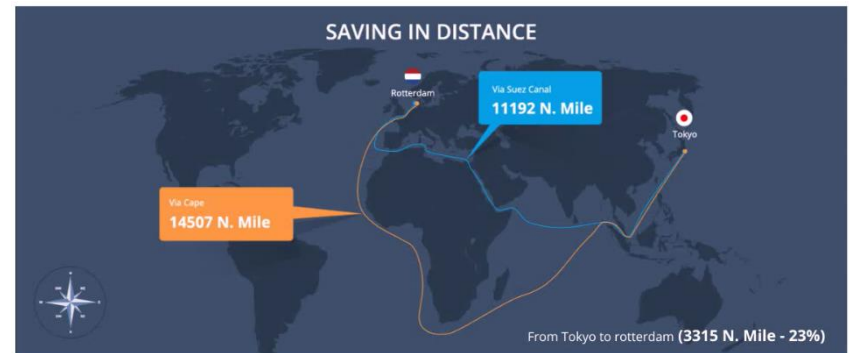 SAVING IN DISTANCE
Rotterdam
Via Suez Canal
11192 N. Mile
Tokyo
Via Cape
14507 N. Mile
From Tokyo to rotterdam (3315 N. Mile - 23%)